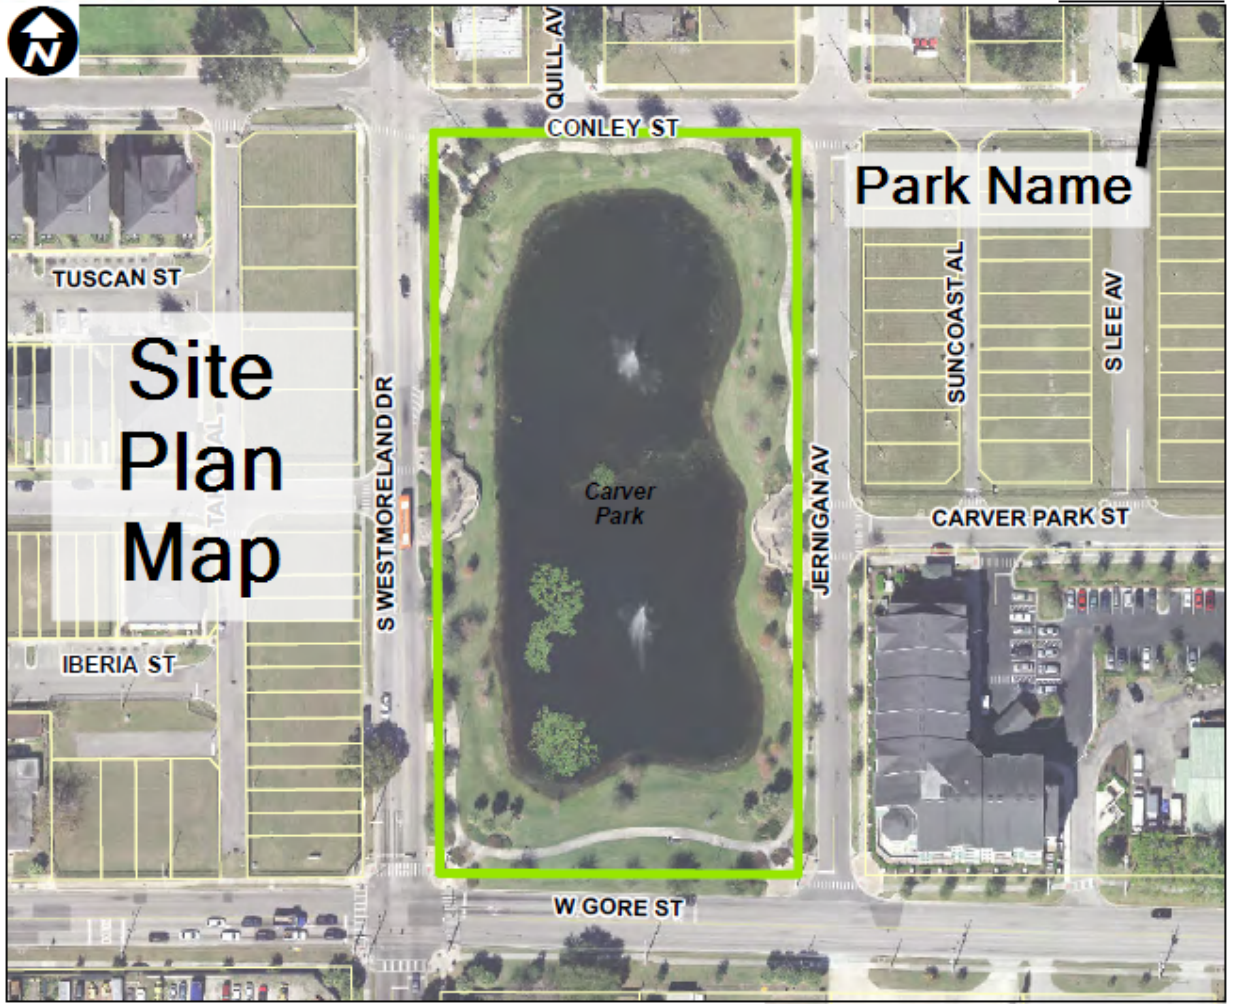 N
QUILL AV
CONLEY ST
Park Name
TUSCAN ST
Site
Plan
Map
S WESTMORELAND DR
SUNCOAST AL
S LEE AV
Carver
Park
JERNIGAN AV
CARVER PARK ST
IBERIA ST
W GORE ST